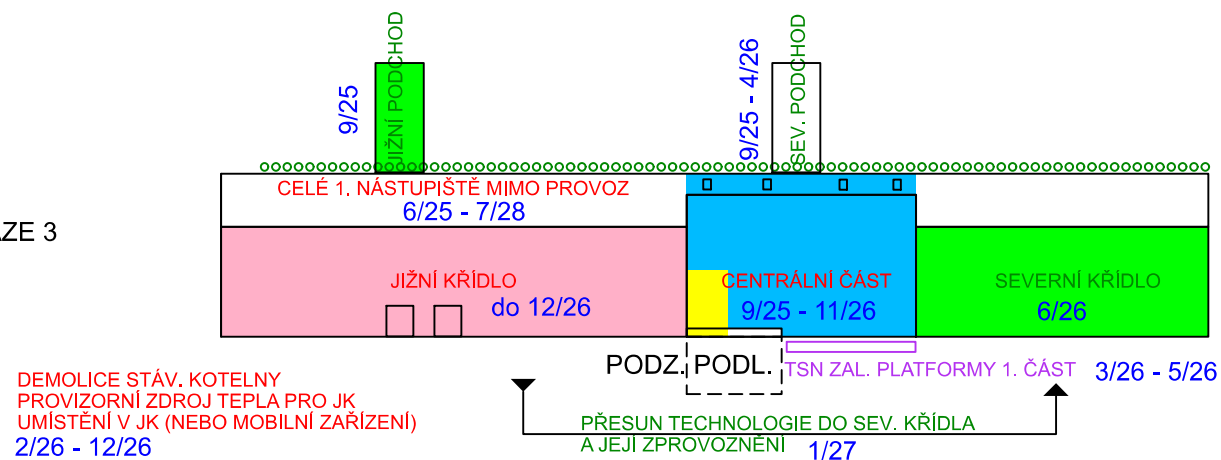 JIŽNÍ PODCHOD
9/25
SEV. PODCHOD
9/25 - 4/26
CELÉ 1. NÁSTUPIŠTĚ MIMO PROVOZ
6/25 - 7/28
ZE 3
JIŽNÍ KŘÍDLO
do 12/26
CENTRÁLNÍ ČÁST
9/25 - 11/26
SEVERNÍ KŘÍDLO
6/26
PODZ. PODL.
TSN ZAL. PLATFORMY 1. ČÁST
3/26 - 5/26
DEMOLICE STÁV. KOTELNY
PROVIZORNÍ ZDROJ TEPLA PRO JK
UMÍSTĚNÍ V JK (NEBO MOBILNÍ ZAŘÍZENÍ)
2/26 - 12/26
PŘESUN TECHNOLOGIE DO SEV. KŘÍDLA
A JEJÍ ZPROVOZNĚNÍ
1/27